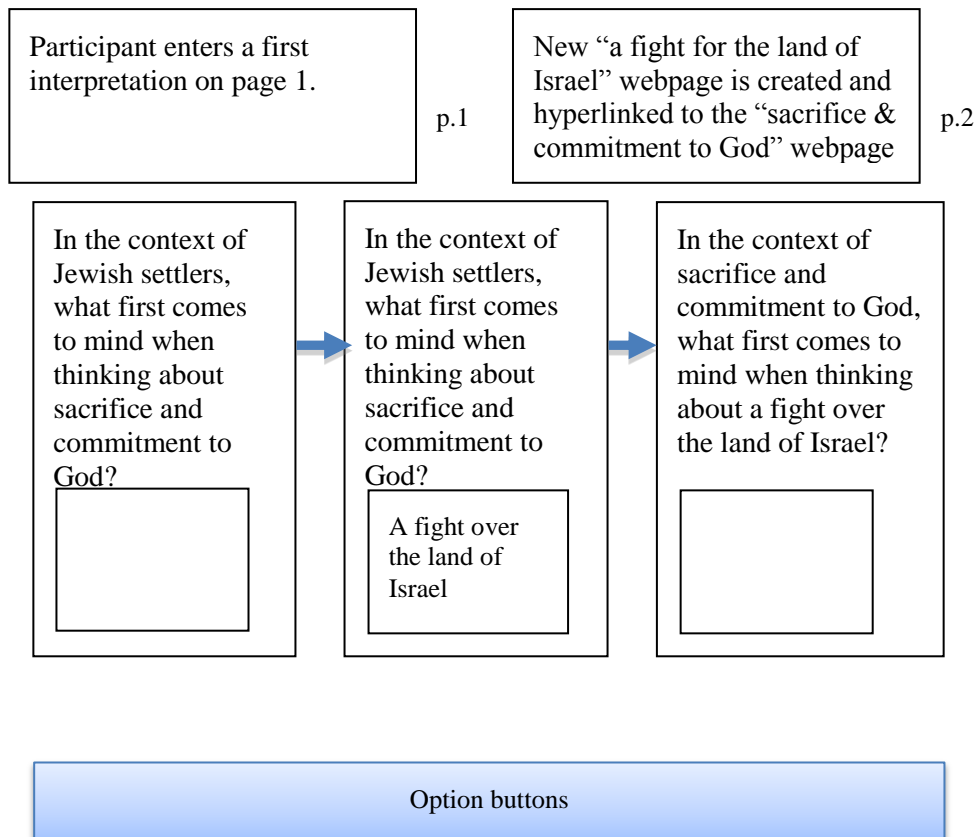 Participant enters a first
interpretation on page 1.
p.1
New “a fight for the land of
Israel” webpage is created and
hyperlinked to the “sacrifice &
commitment to God” webpage
p.2
In the context of
Jewish settlers,
what first comes
to mind when
thinking about
sacrifice and
commitment to
God?
In the context of
Jewish settlers,
what first comes
to mind when
thinking about
sacrifice and
commitment to
God?
A fight over
the land of
Israel
In the context of
sacrifice and
commitment to God,
what first comes to
mind when thinking
about a fight over
the land of Israel?
Option buttons